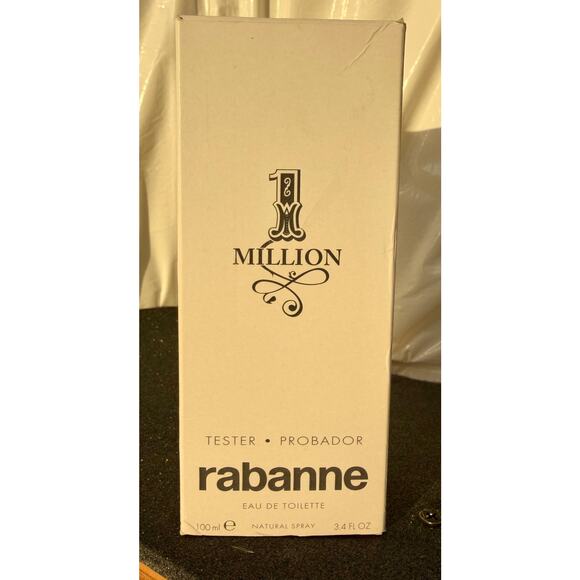 1
MILLION
TESTER • PROBADOR
rabanne
EAU DE TOILETTE
100 ml ℮ NATURAL SPRAY 3.4 FL OZ